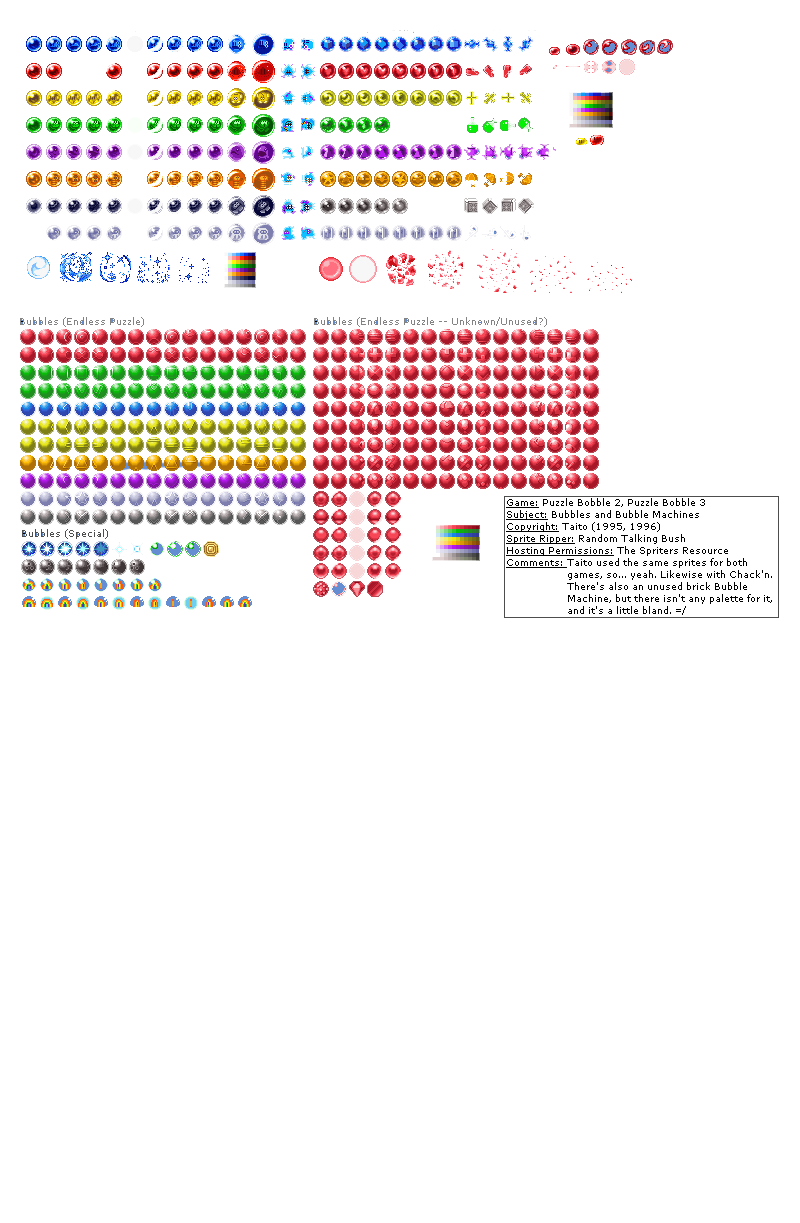 Bubbles (Endless Puzzle)
Bubbles (Endless Puzzle -- Unknown/Unused?)
Bubbles (Special)
Game: Puzzle Bobble 2, Puzzle Bobble 3
Subject: Bubbles and Bubble Machines
Copyright: Taito (1995, 1996)
Sprite Ripper: Random Talking Bush
Hosting Permissions: The Spriters Resource
Comments: Taito used the same sprites for both
games, so... yeah. Likewise with Chack'n.
There's also an unused brick Bubble
Machine, but there isn't any palette for it,
and it's a little bland. =/